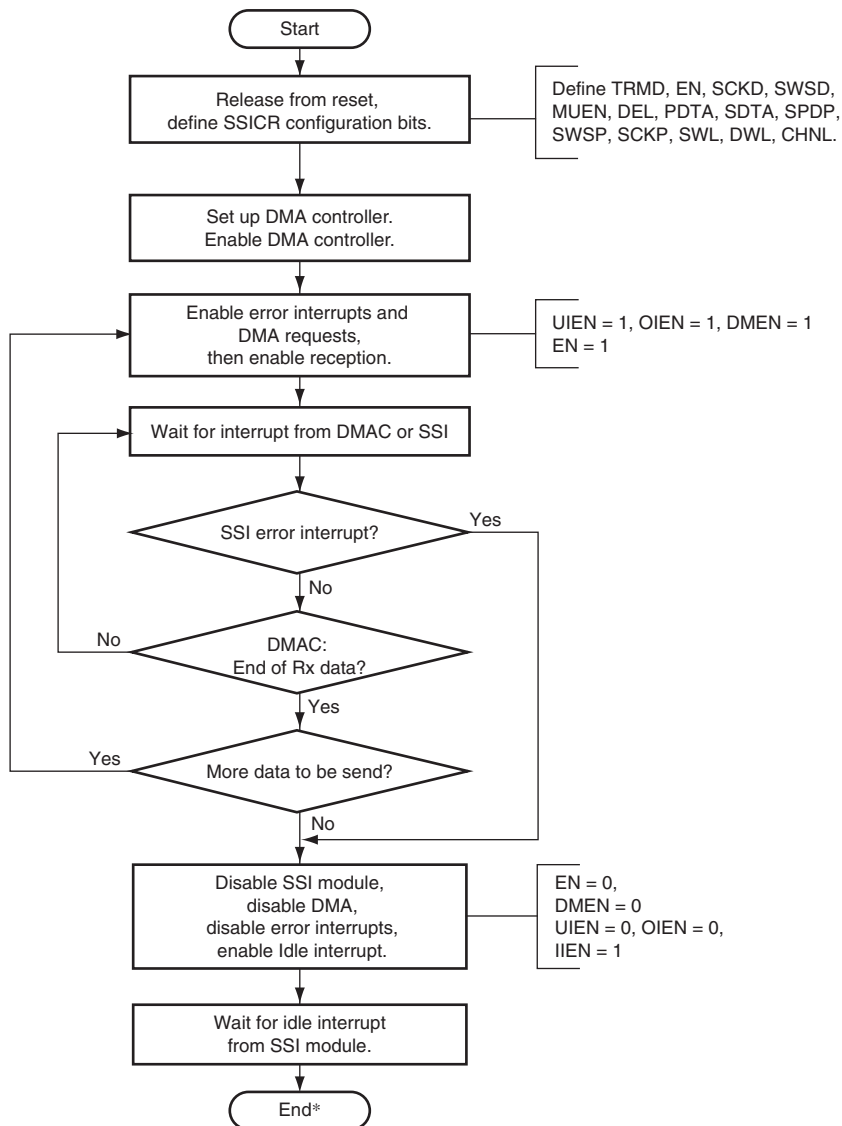 Start
Release from reset,
define SSICR configuration bits.
Define TRMD, EN, SCKD, SWSD,
MUEN, DEL, PDTA, SDTA, SPDP,
SWSP, SCKP, SWL, DWL, CHNL.
Set up DMA controller.
Enable DMA controller.
Enable error interrupts and
DMA requests,
then enable reception.
UIEN = 1, OIEN = 1, DMEN = 1
EN = 1
Wait for interrupt from DMAC or SSI
SSI error interrupt?
Yes
No
DMAC:
End of Rx data?
No
Yes
More data to be send?
Yes
No
Disable SSI module,
disable DMA,
disable error interrupts,
enable Idle interrupt.
EN = 0,
DMEN = 0
UIEN = 0, OIEN = 0,
IIEN = 1
Wait for idle interrupt
from SSI module.
End*